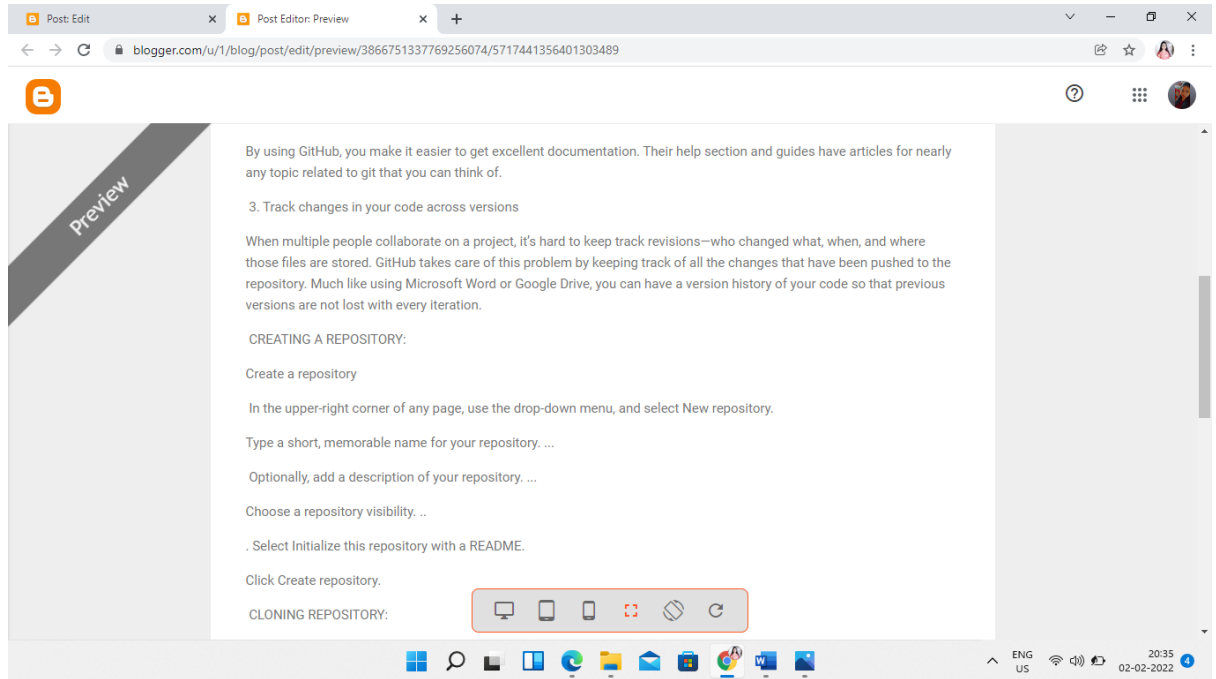 Post: Edit
Post Editor: Preview
blogger.com/u/1/blog/post/edit/preview/3866751337769256074/5717441356401303489
Preview
By using GitHub, you make it easier to get excellent documentation. Their help section and guides have articles for nearly
any topic related to git that you can think of.
3. Track changes in your code across versions
When multiple people collaborate on a project, it’s hard to keep track revisions—who changed what, when, and where
those files are stored. GitHub takes care of this problem by keeping track of all the changes that have been pushed to the
repository. Much like using Microsoft Word or Google Drive, you can have a version history of your code so that previous
versions are not lost with every iteration.
CREATING A REPOSITORY:
Create a repository
In the upper-right corner of any page, use the drop-down menu, and select New repository.
Type a short, memorable name for your repository. ...
Optionally, add a description of your repository. ...
Choose a repository visibility. ..
. Select Initialize this repository with a README.
Click Create repository.
CLONING REPOSITORY:
ENG
US
20:35
02-02-2022
4